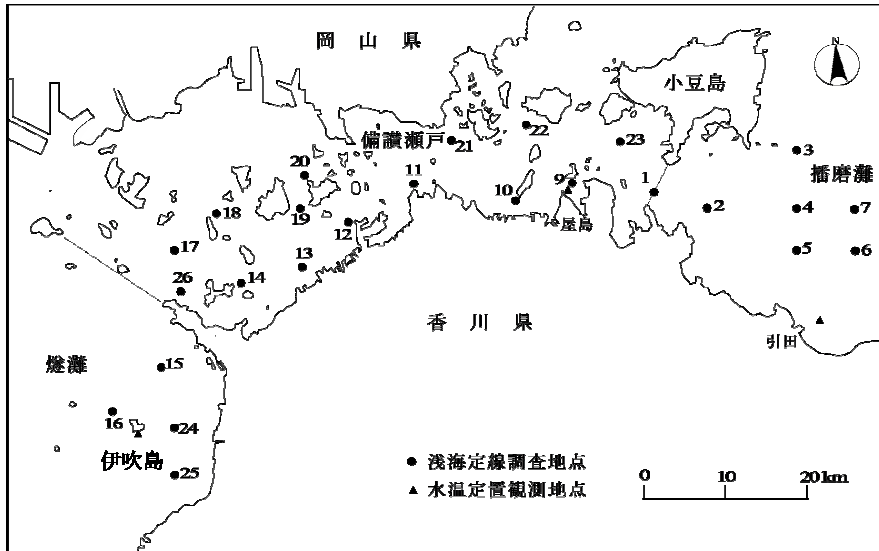 岡山県
N
小豆島
備讃瀬戸
22
21
23
3
播磨灘
20
11
9
1
10
18
19
2
4
7
12
屋島
17
5
6
13
26
14
香川県
引田
燧灘
15
16
24
伊吹島
25
● 浅海定線調査地点
▲ 水温定置観測地点
0 10 20km